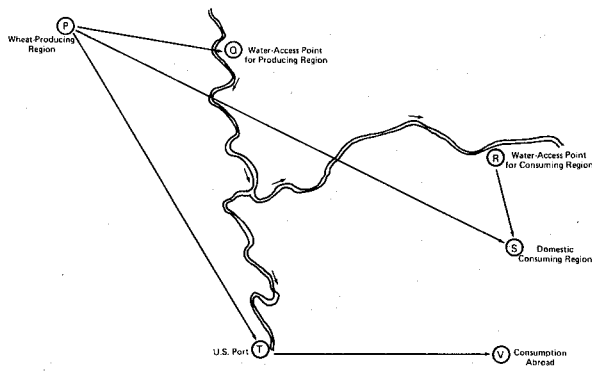 P
Wheat-Producing
Region
Q
Water-Access Point
for Producing Region
R
Water-Access Point
for Consuming Region
S
Domestic
Consuming Region
U.S. Port
T
V
Consumption
Abroad